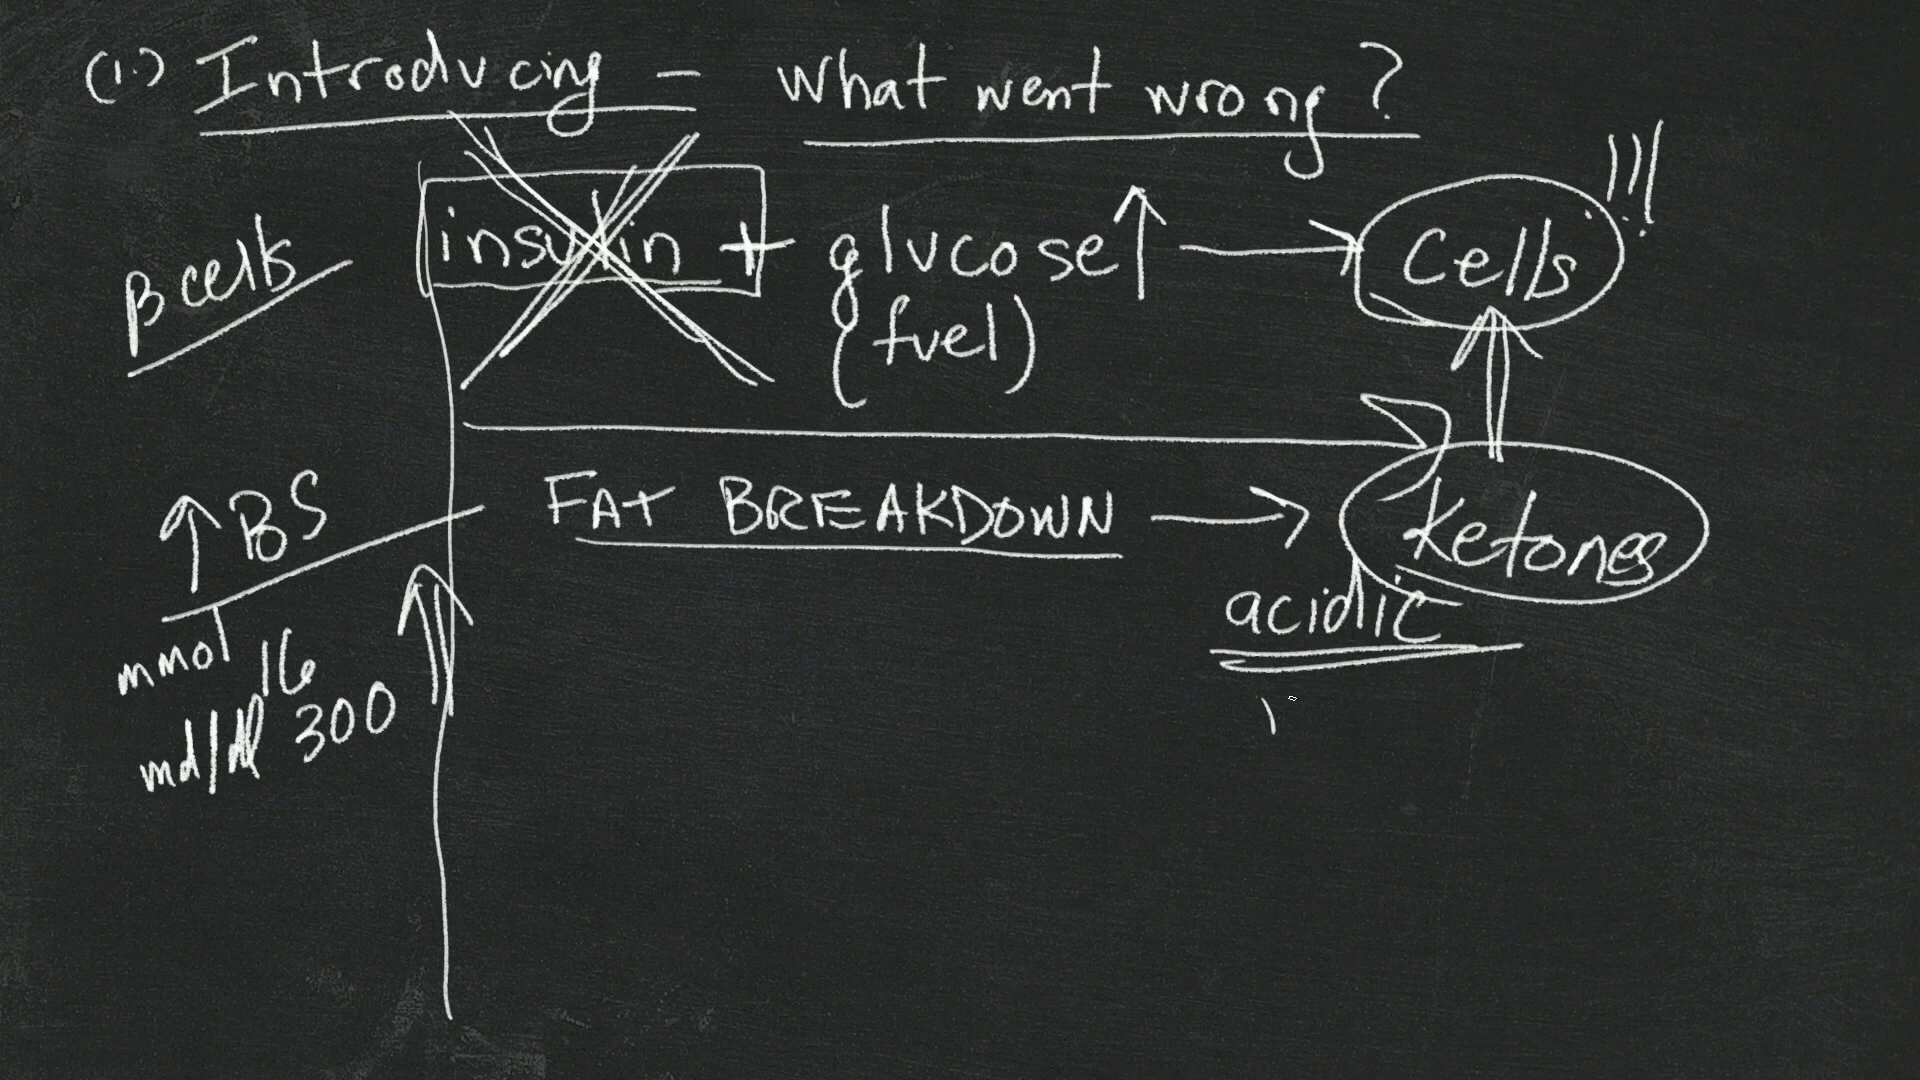 (1.) Introducing - What went wrong?
β cells
insulin + glucose ↑ → Cells !!!
(fuel)
↑ BS
FAT BREAKDOWN → Ketones
acidic
mmol 16
md/dl 300